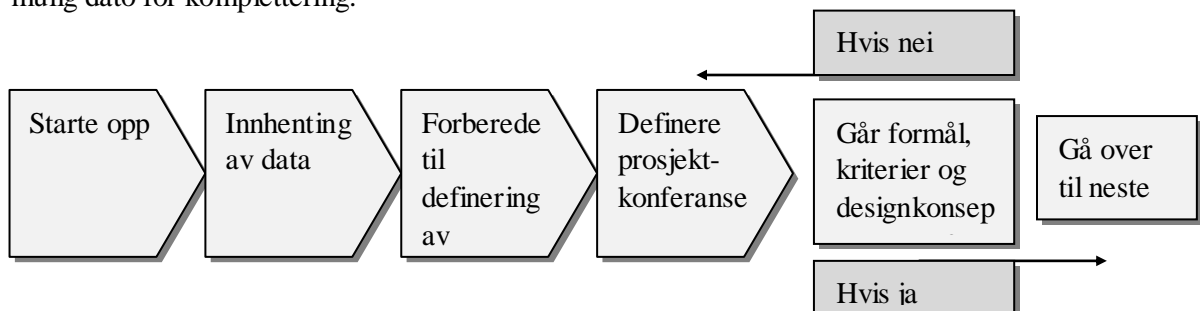 mulig dato for komplettering.
Hvis nei
Starte opp
Innhenting
av data
Forberede
til
definering
av
Definere
prosjekt-
konferanse
Går formål,
kriterier og
designkonsep
Gå over
til neste
Hvis ja